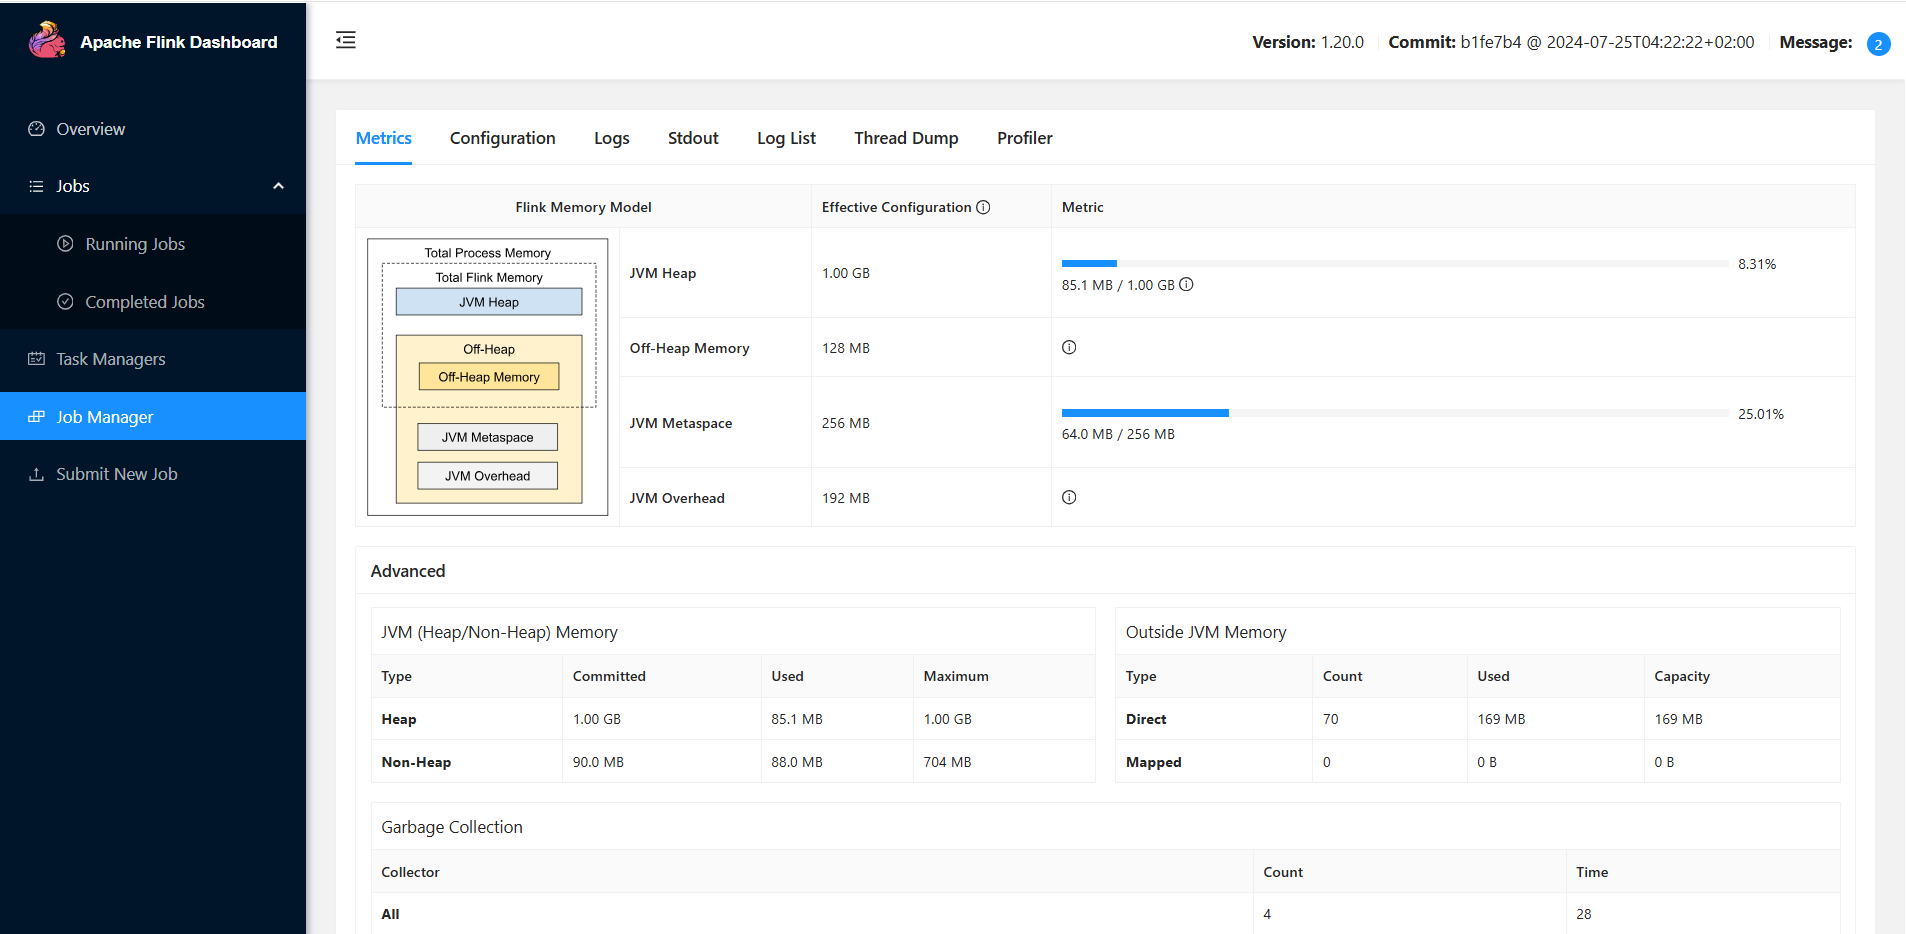 Apache Flink Dashboard
Version: 1.20.0 Commit: b1fe7b4 @ 2024-07-25T04:22:22+02:00 Message: 2
Overview
Jobs
Running Jobs
Completed Jobs
Task Managers
Job Manager
Submit New Job
Metrics Configuration Logs Stdout Log List Thread Dump Profiler
Flink Memory Model Effective Configuration Metric
Total Process Memory
Total Flink Memory
JVM Heap
Off-Heap
Off-Heap Memory
JVM Metaspace
JVM Overhead
JVM Heap 1.00 GB 8.31%
85.1 MB / 1.00 GB
Off-Heap Memory 128 MB
JVM Metaspace 256 MB 25.01%
64.0 MB / 256 MB
JVM Overhead 192 MB
Advanced
JVM (Heap/Non-Heap) Memory
Type Committed Used Maximum
Heap 1.00 GB 85.1 MB 1.00 GB
Non-Heap 90.0 MB 88.0 MB 704 MB
Outside JVM Memory
Type Count Used Capacity
Direct 70 169 MB 169 MB
Mapped 0 0 B 0 B
Garbage Collection
Collector Count Time
All 4 28